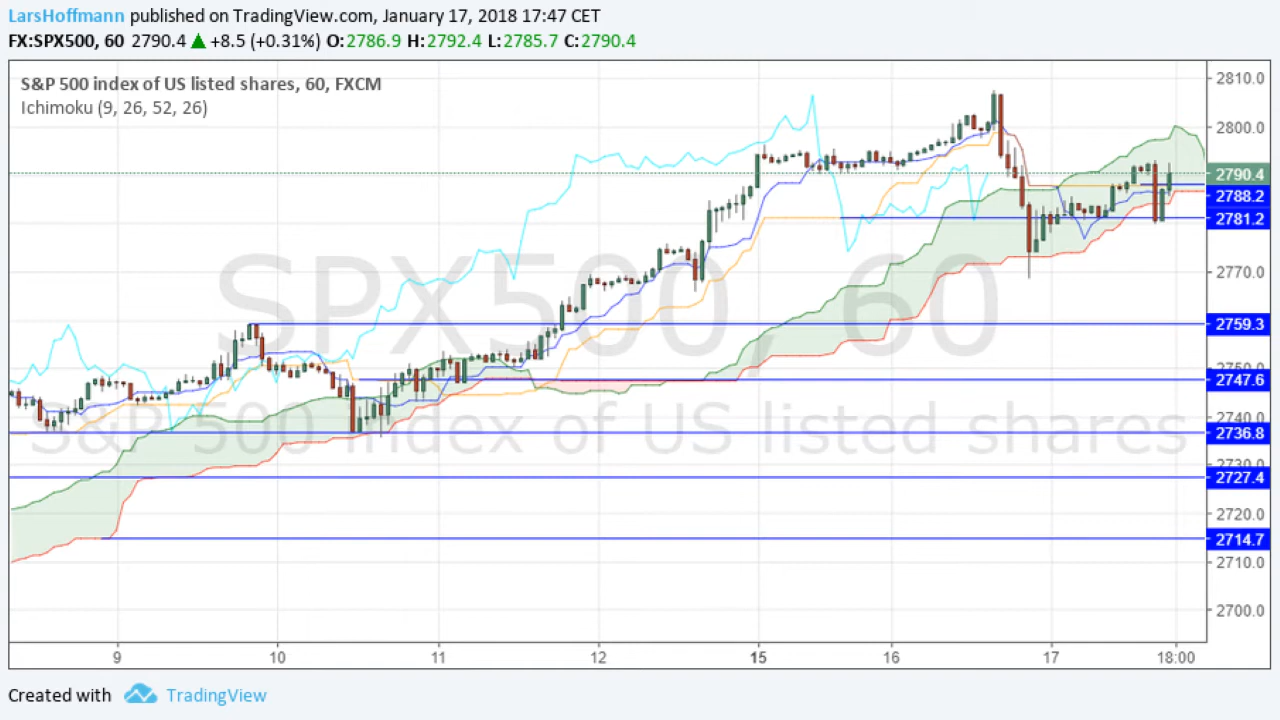 LarsHoffmann published on TradingView.com, January 17, 2018 17:47 CET
FX:SPX500, 60 2790.4 ▲ +8.5 (+0.31%) O:2786.9 H:2792.4 L:2785.7 C:2790.4
S&P 500 index of US listed shares, 60, FXCM
Ichimoku (9, 26, 52, 26)
SPX500, 60
S&P 500 index of US listed shares
2810.0
2800.0
2790.4
2788.2
2781.2
2770.0
2759.3
2750.0
2747.6
2740.0
2736.8
2730.0
2727.4
2720.0
2714.7
2710.0
2700.0
9 10 11 12 15 16 17 18:00
Created with TradingView